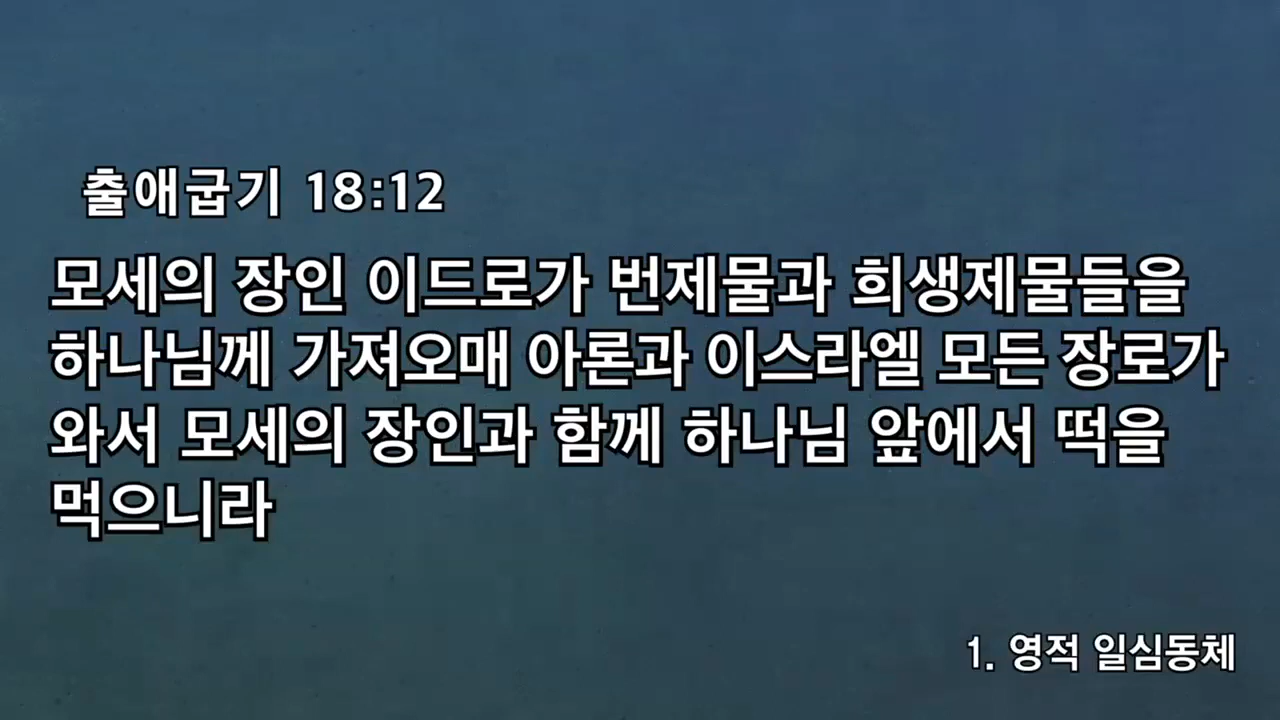 출애굽기 18:12
모세의 장인 이드로가 번제물과 희생제물들을
하나님께 가져오매 아론과 이스라엘 모든 장로가
와서 모세의 장인과 함께 하나님 앞에서 떡을
먹으니라
1. 영적 일심동체